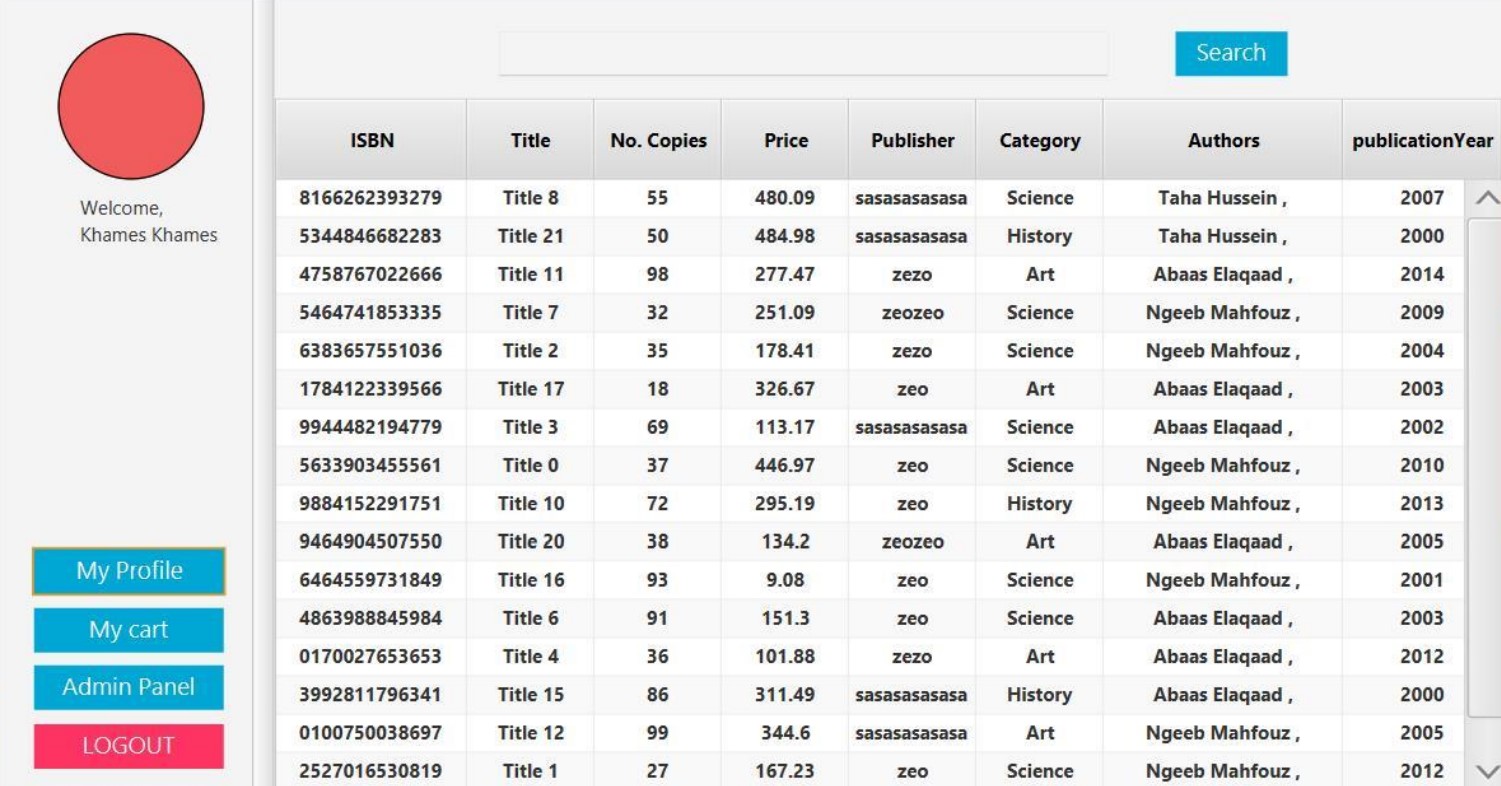 Welcome,
Khames Khames
My Profile
My cart
Admin Panel
LOGOUT
Search
ISBN Title No. Copies Price Publisher Category Authors publicationYear
8166262393279 Title 8 55 480.09 sasasasasasa Science Taha Hussein , 2007
5344846682283 Title 21 50 484.98 sasasasasasa History Taha Hussein , 2000
4758767022666 Title 11 98 277.47 zezo Art Abaas Elaqaad , 2014
5464741853335 Title 7 32 251.09 zeozeo Science Ngeeb Mahfouz , 2009
6383657551036 Title 2 35 178.41 zezo Science Ngeeb Mahfouz , 2004
1784122339566 Title 17 18 326.67 zeo Art Abaas Elaqaad , 2003
9944482194779 Title 3 69 113.17 sasasasasasa Science Abaas Elaqaad , 2002
5633903455561 Title 0 37 446.97 zeo Science Ngeeb Mahfouz , 2010
9884152291751 Title 10 72 295.19 zeo History Ngeeb Mahfouz , 2013
9464904507550 Title 20 38 134.2 zeozeo Art Abaas Elaqaad , 2005
6464559731849 Title 16 93 9.08 zeo Science Ngeeb Mahfouz , 2001
4863988845984 Title 6 91 151.3 zeo Science Abaas Elaqaad , 2003
0170027653653 Title 4 36 101.88 zezo Art Abaas Elaqaad , 2012
3992811796341 Title 15 86 311.49 sasasasasasa History Abaas Elaqaad , 2000
0100750038697 Title 12 99 344.6 sasasasasasa Art Ngeeb Mahfouz , 2005
2527016530819 Title 1 27 167.23 zeo Science Ngeeb Mahfouz , 2012